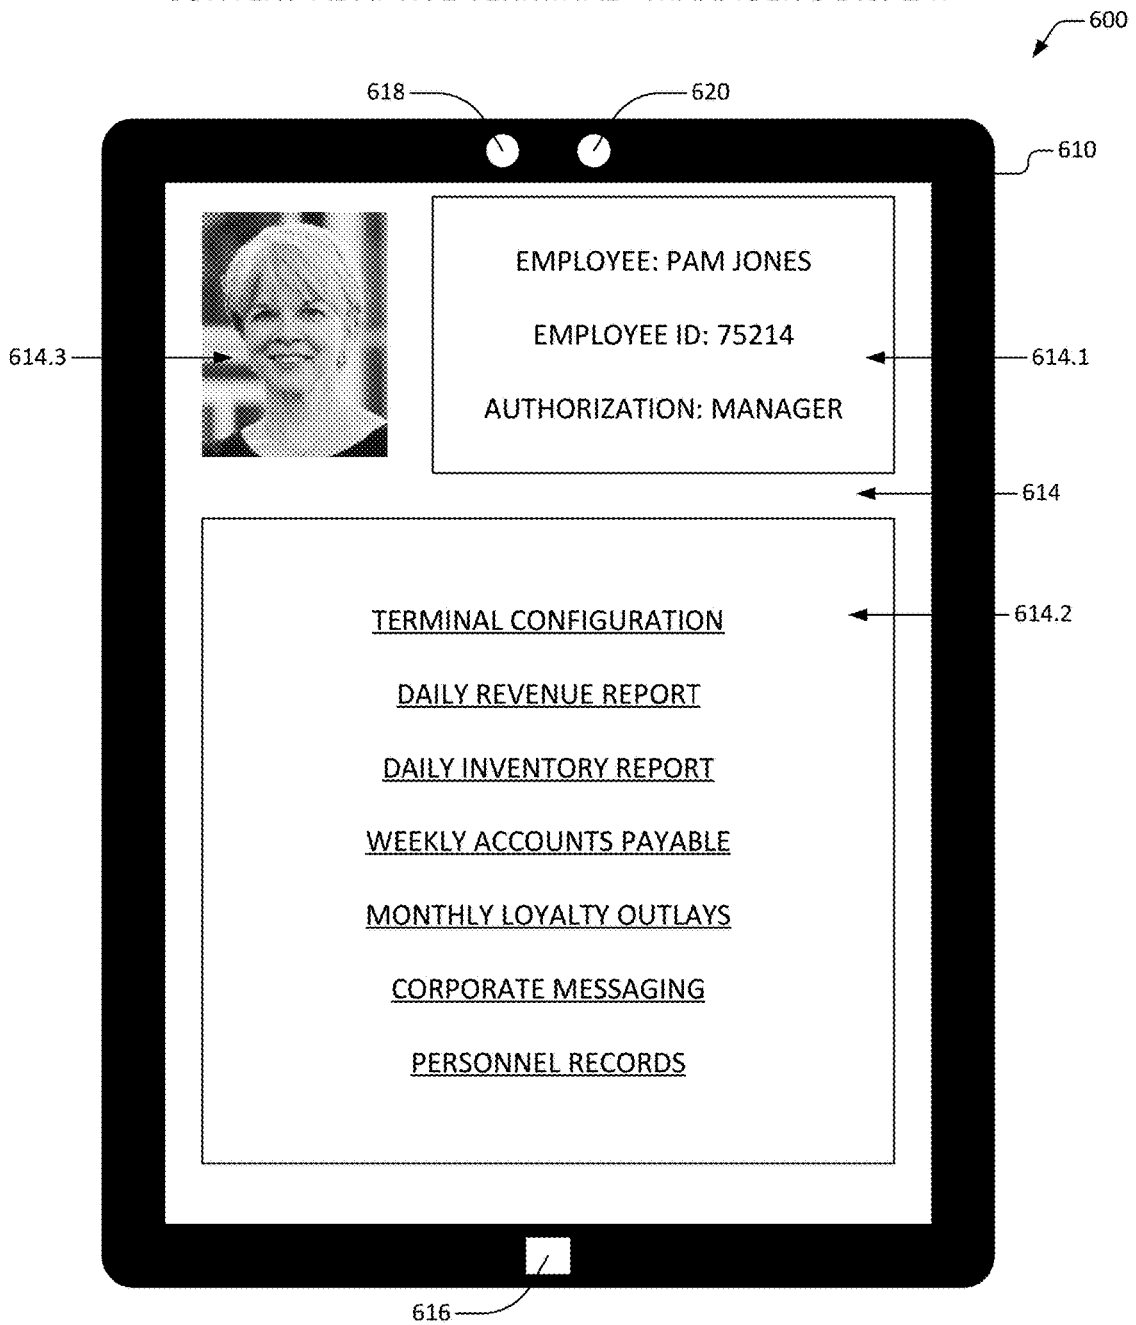 600
618
620
610
EMPLOYEE: PAM JONES
EMPLOYEE ID: 75214
614.3
614.1
AUTHORIZATION: MANAGER
614
TERMINAL CONFIGURATION
614.2
DAILY REVENUE REPORT
DAILY INVENTORY REPORT
WEEKLY ACCOUNTS PAYABLE
MONTHLY LOYALTY OUTLAYS
CORPORATE MESSAGING
PERSONNEL RECORDS
616